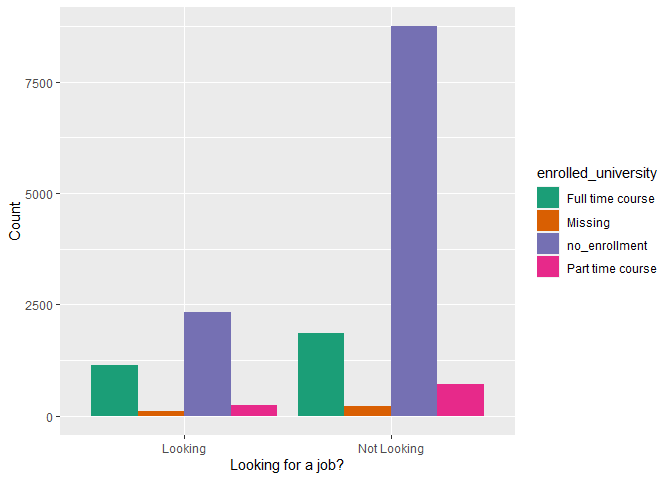 7500
5000
2500
0
Count
Looking
Not Looking
Looking for a job?
enrolled_university
Full time course
Missing
no_enrollment
Part time course